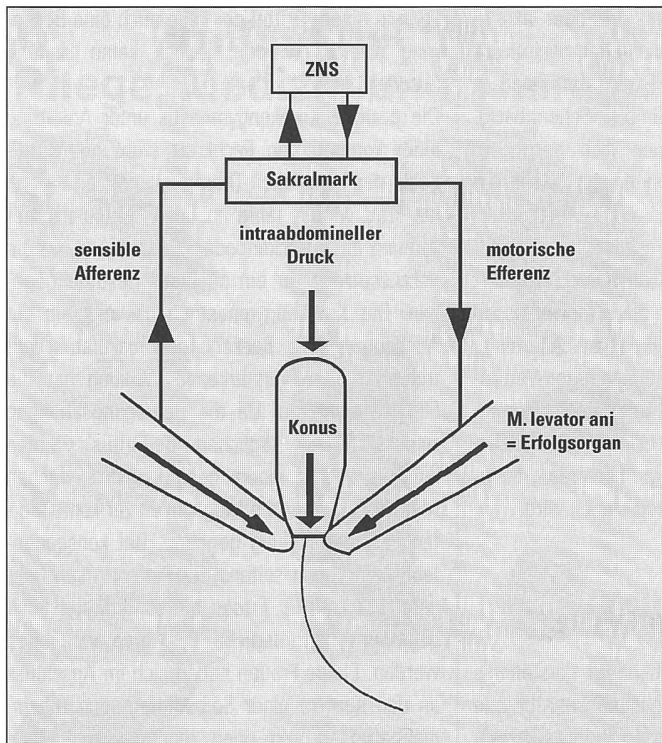 ZNS
Sakralmark
sensible
Afferenz
intraabdomineller
Druck
motorische
Efferenz
Konus
M. levator ani
= Erfolgsorgan